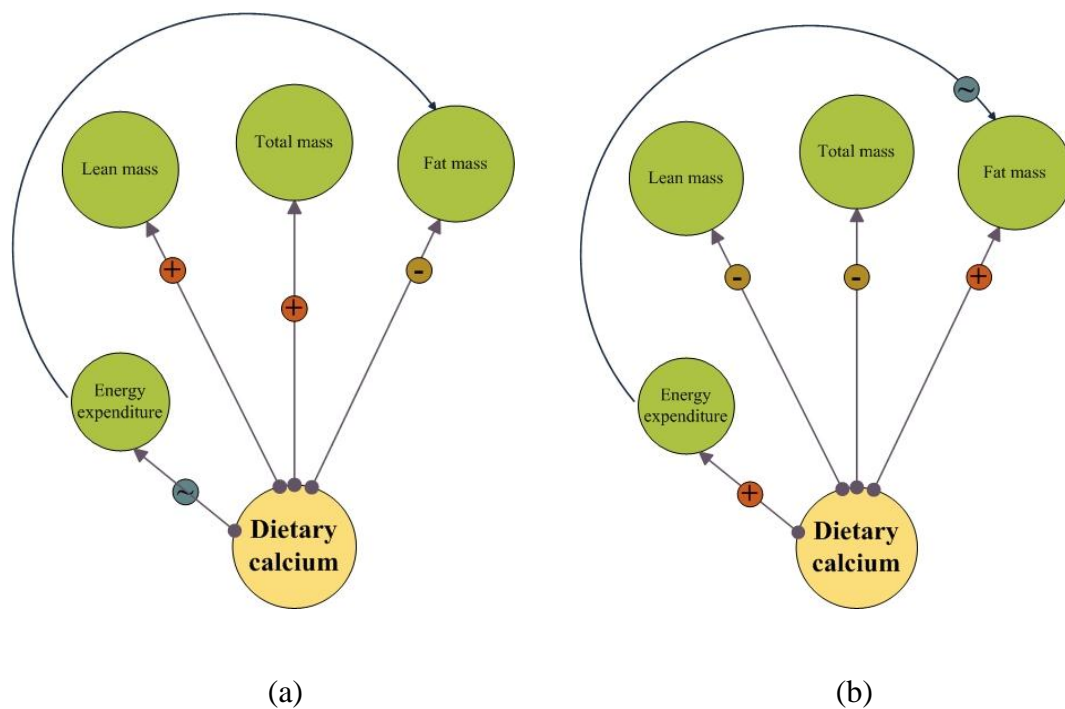 Lean mass
Total mass
Fat mass
+
+
-
Energy
expenditure
~
Dietary
calcium
(a)
~
Lean mass
Total mass
Fat mass
-
-
+
Energy
expenditure
+
Dietary
calcium
(b)